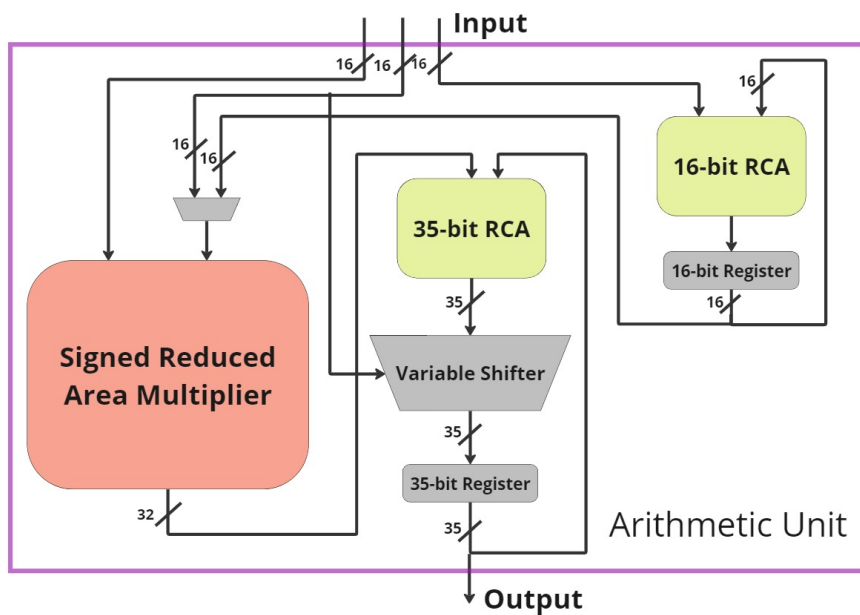 Input
16
16
16
16
16
16
16-bit RCA
35-bit RCA
16-bit Register
16
35
Signed Reduced
Area Multiplier
Variable Shifter
35
35-bit Register
32
35
Arithmetic Unit
Output